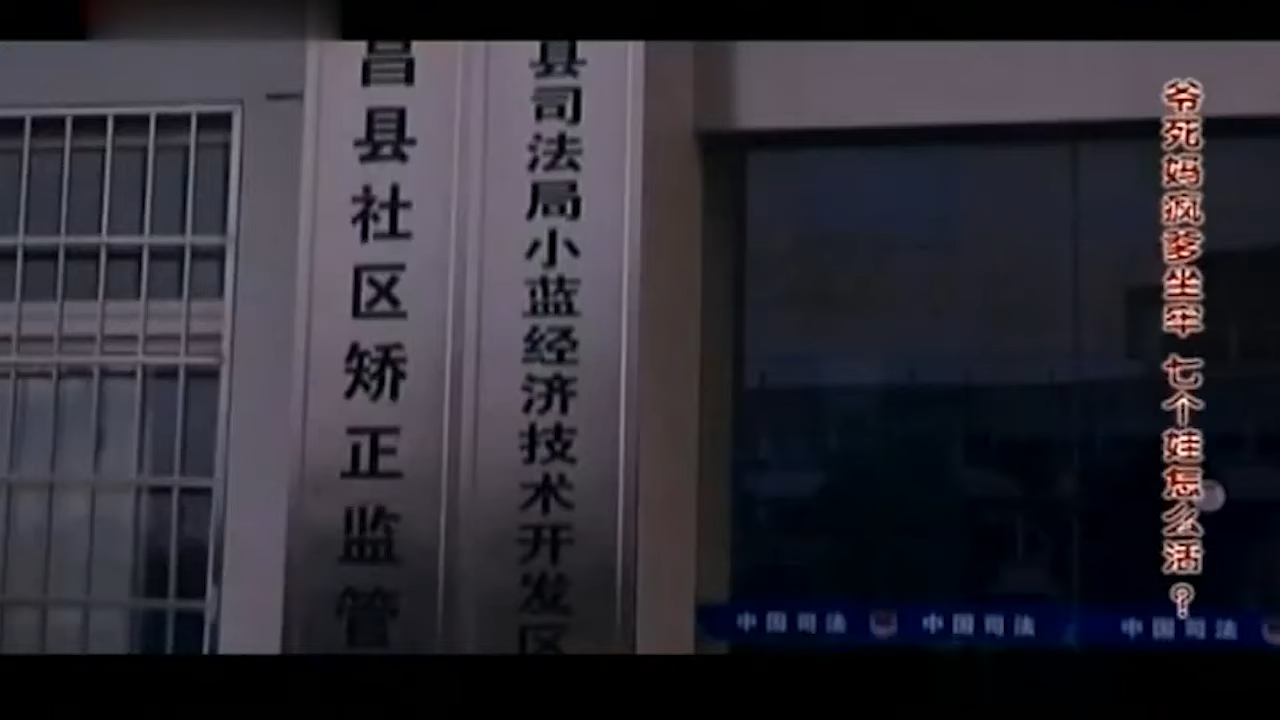 昌县社区矫正监管
县司法局小蓝经济技术开发区
爷死妈疯爹坐牢 七个娃怎么活？
中国司法 中国司法 中国司法